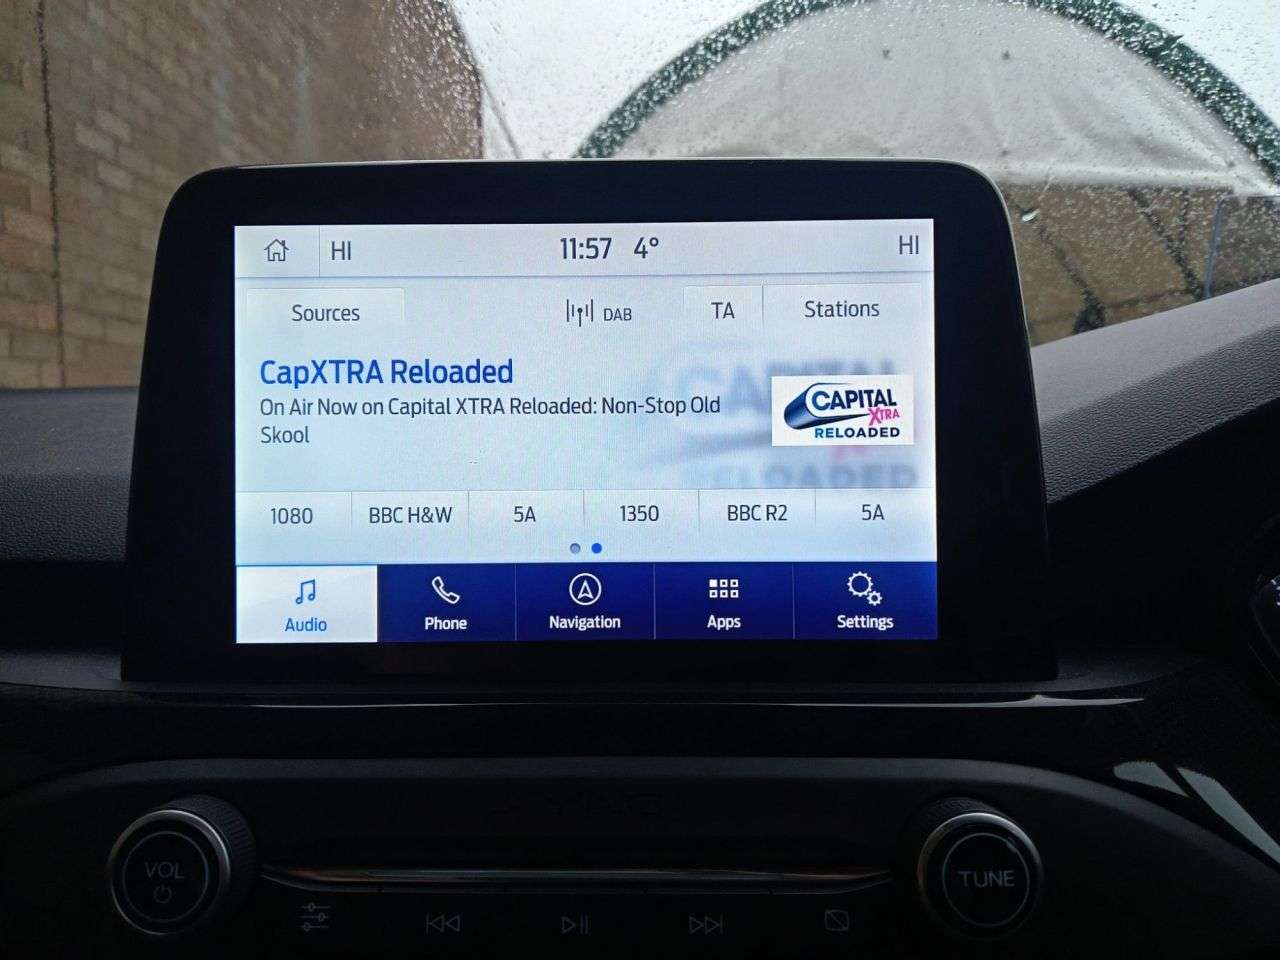 HI 11:57 4° HI
Sources DAB TA Stations
CapXTRA Reloaded
On Air Now on Capital XTRA Reloaded: Non-Stop Old
Skool
CAPITAL
XTRA
RELOADED
1080 BBC H&W 5A 1350 BBC R2 5A
Audio Phone Navigation Apps Settings
SYNC
VOL TUNE